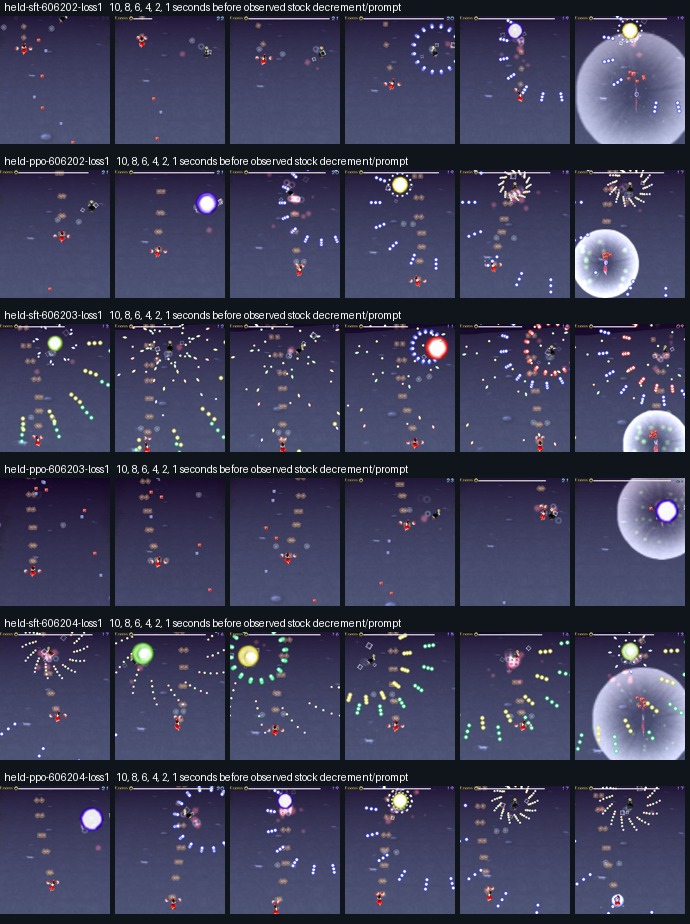 held-sft-606202-loss1 10, 8, 6, 4, 2, 1 seconds before observed stock decrement/prompt
held-ppo-606202-loss1 10, 8, 6, 4, 2, 1 seconds before observed stock decrement/prompt
held-sft-606203-loss1 10, 8, 6, 4, 2, 1 seconds before observed stock decrement/prompt
held-ppo-606203-loss1 10, 8, 6, 4, 2, 1 seconds before observed stock decrement/prompt
held-sft-606204-loss1 10, 8, 6, 4, 2, 1 seconds before observed stock decrement/prompt
held-ppo-606204-loss1 10, 8, 6, 4, 2, 1 seconds before observed stock decrement/prompt